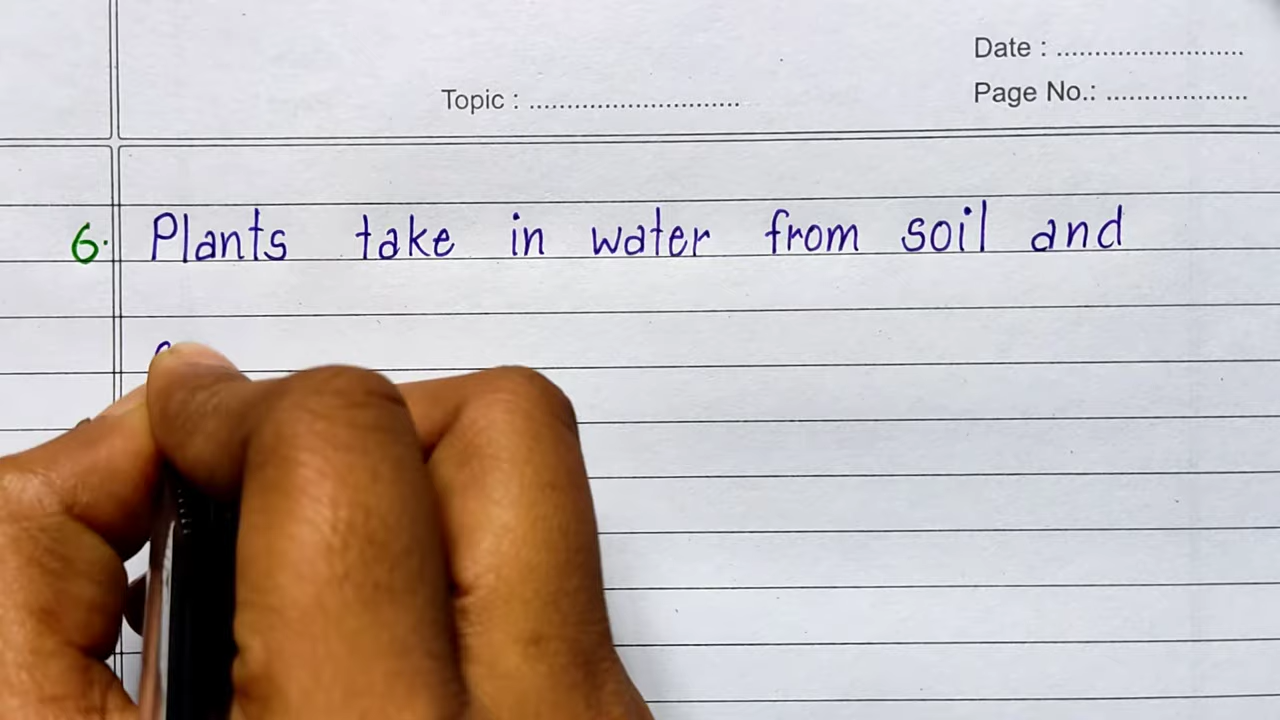 Date : .........................
Topic : ............................
Page No.: ...................
6. Plants take in water from soil and